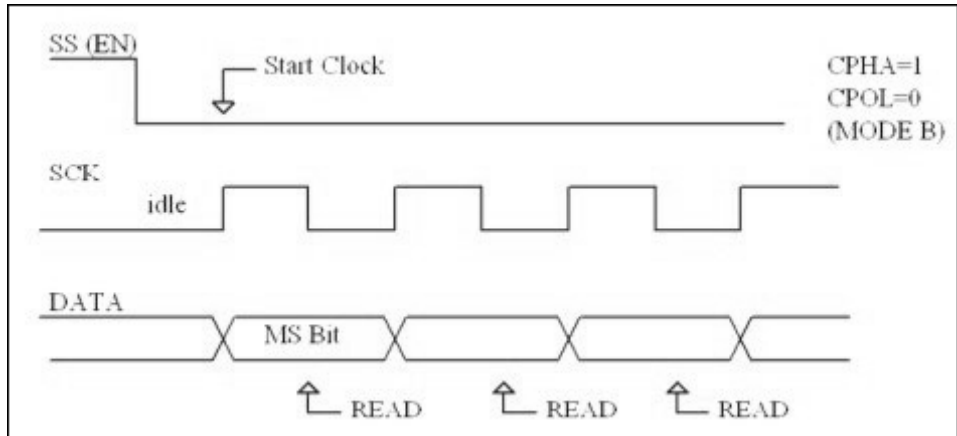 SS (EN)
Start Clock
CPHA=1
CPOL=0
(MODE B)
SCK
idle
DATA
MS Bit
READ
READ
READ